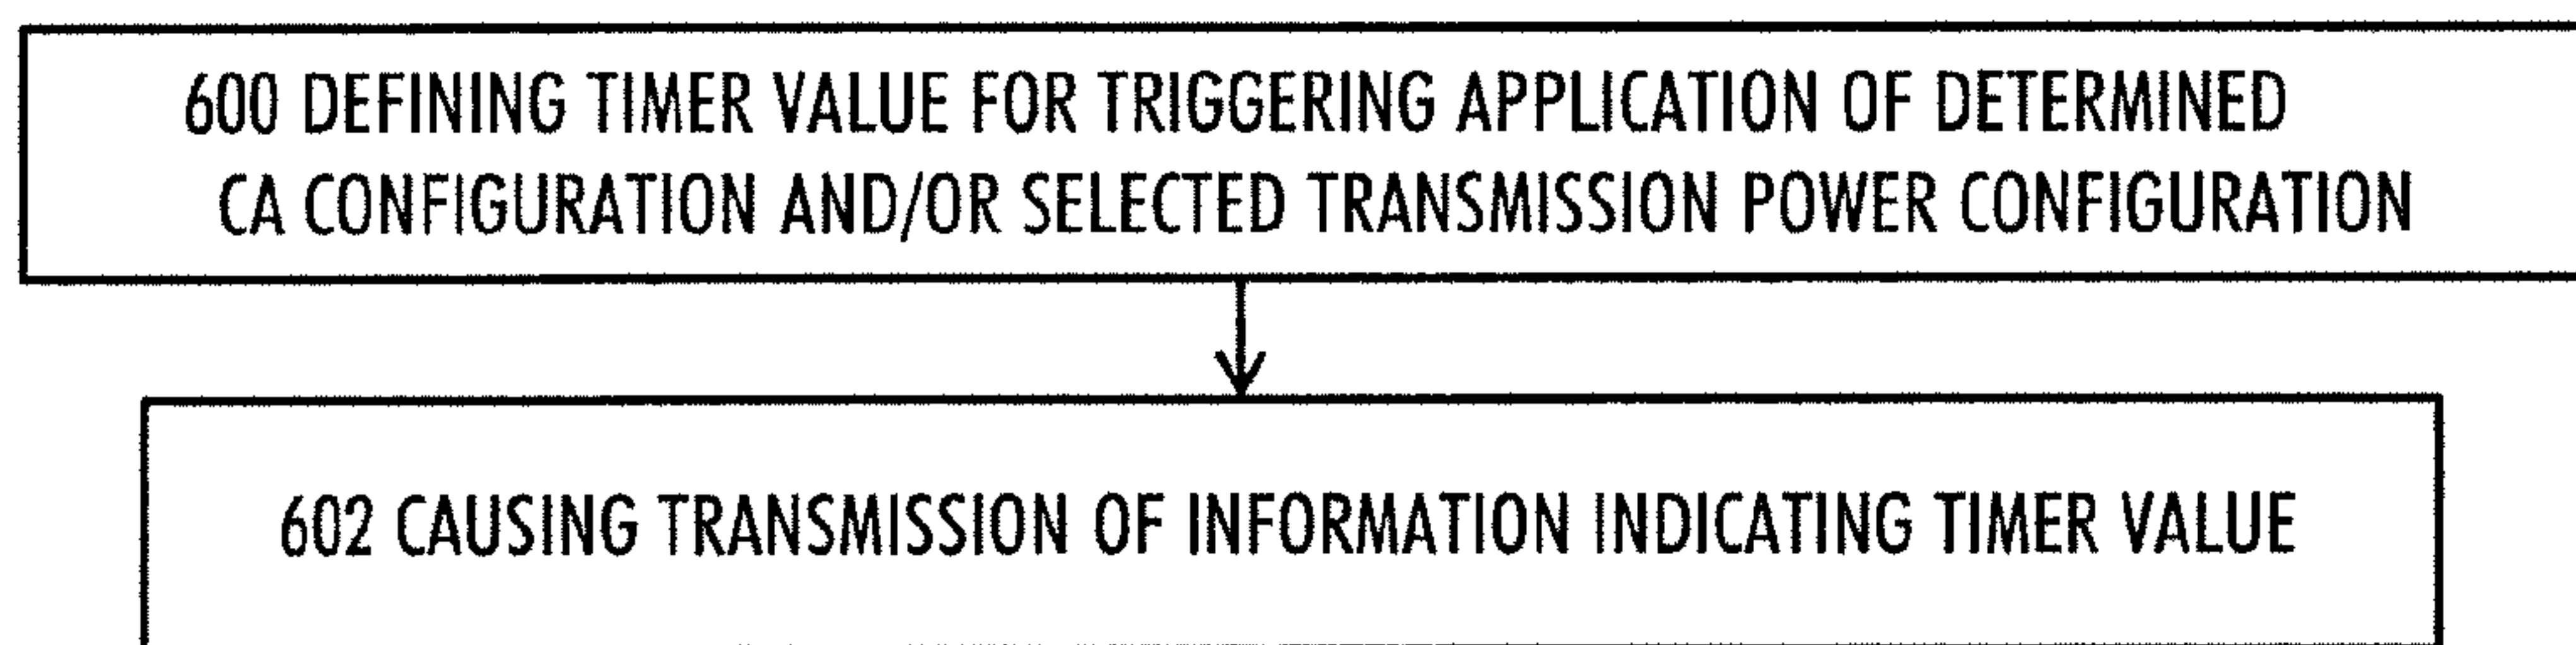 600 DEFINING TIMER VALUE FOR TRIGGERING APPLICATION OF DETERMINED
CA CONFIGURATION AND/OR SELECTED TRANSMISSION POWER CONFIGURATION
602 CAUSING TRANSMISSION OF INFORMATION INDICATING TIMER VALUE